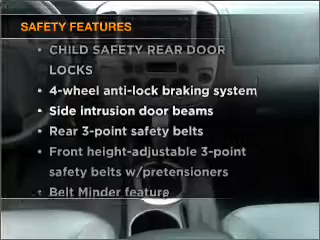 SAFETY FEATURES
• CHILD SAFETY REAR DOOR
LOCKS
• 4-wheel anti-lock braking system
• Side intrusion door beams
• Rear 3-point safety belts
• Front height-adjustable 3-point
safety belts w/pretensioners
• Belt Minder feature